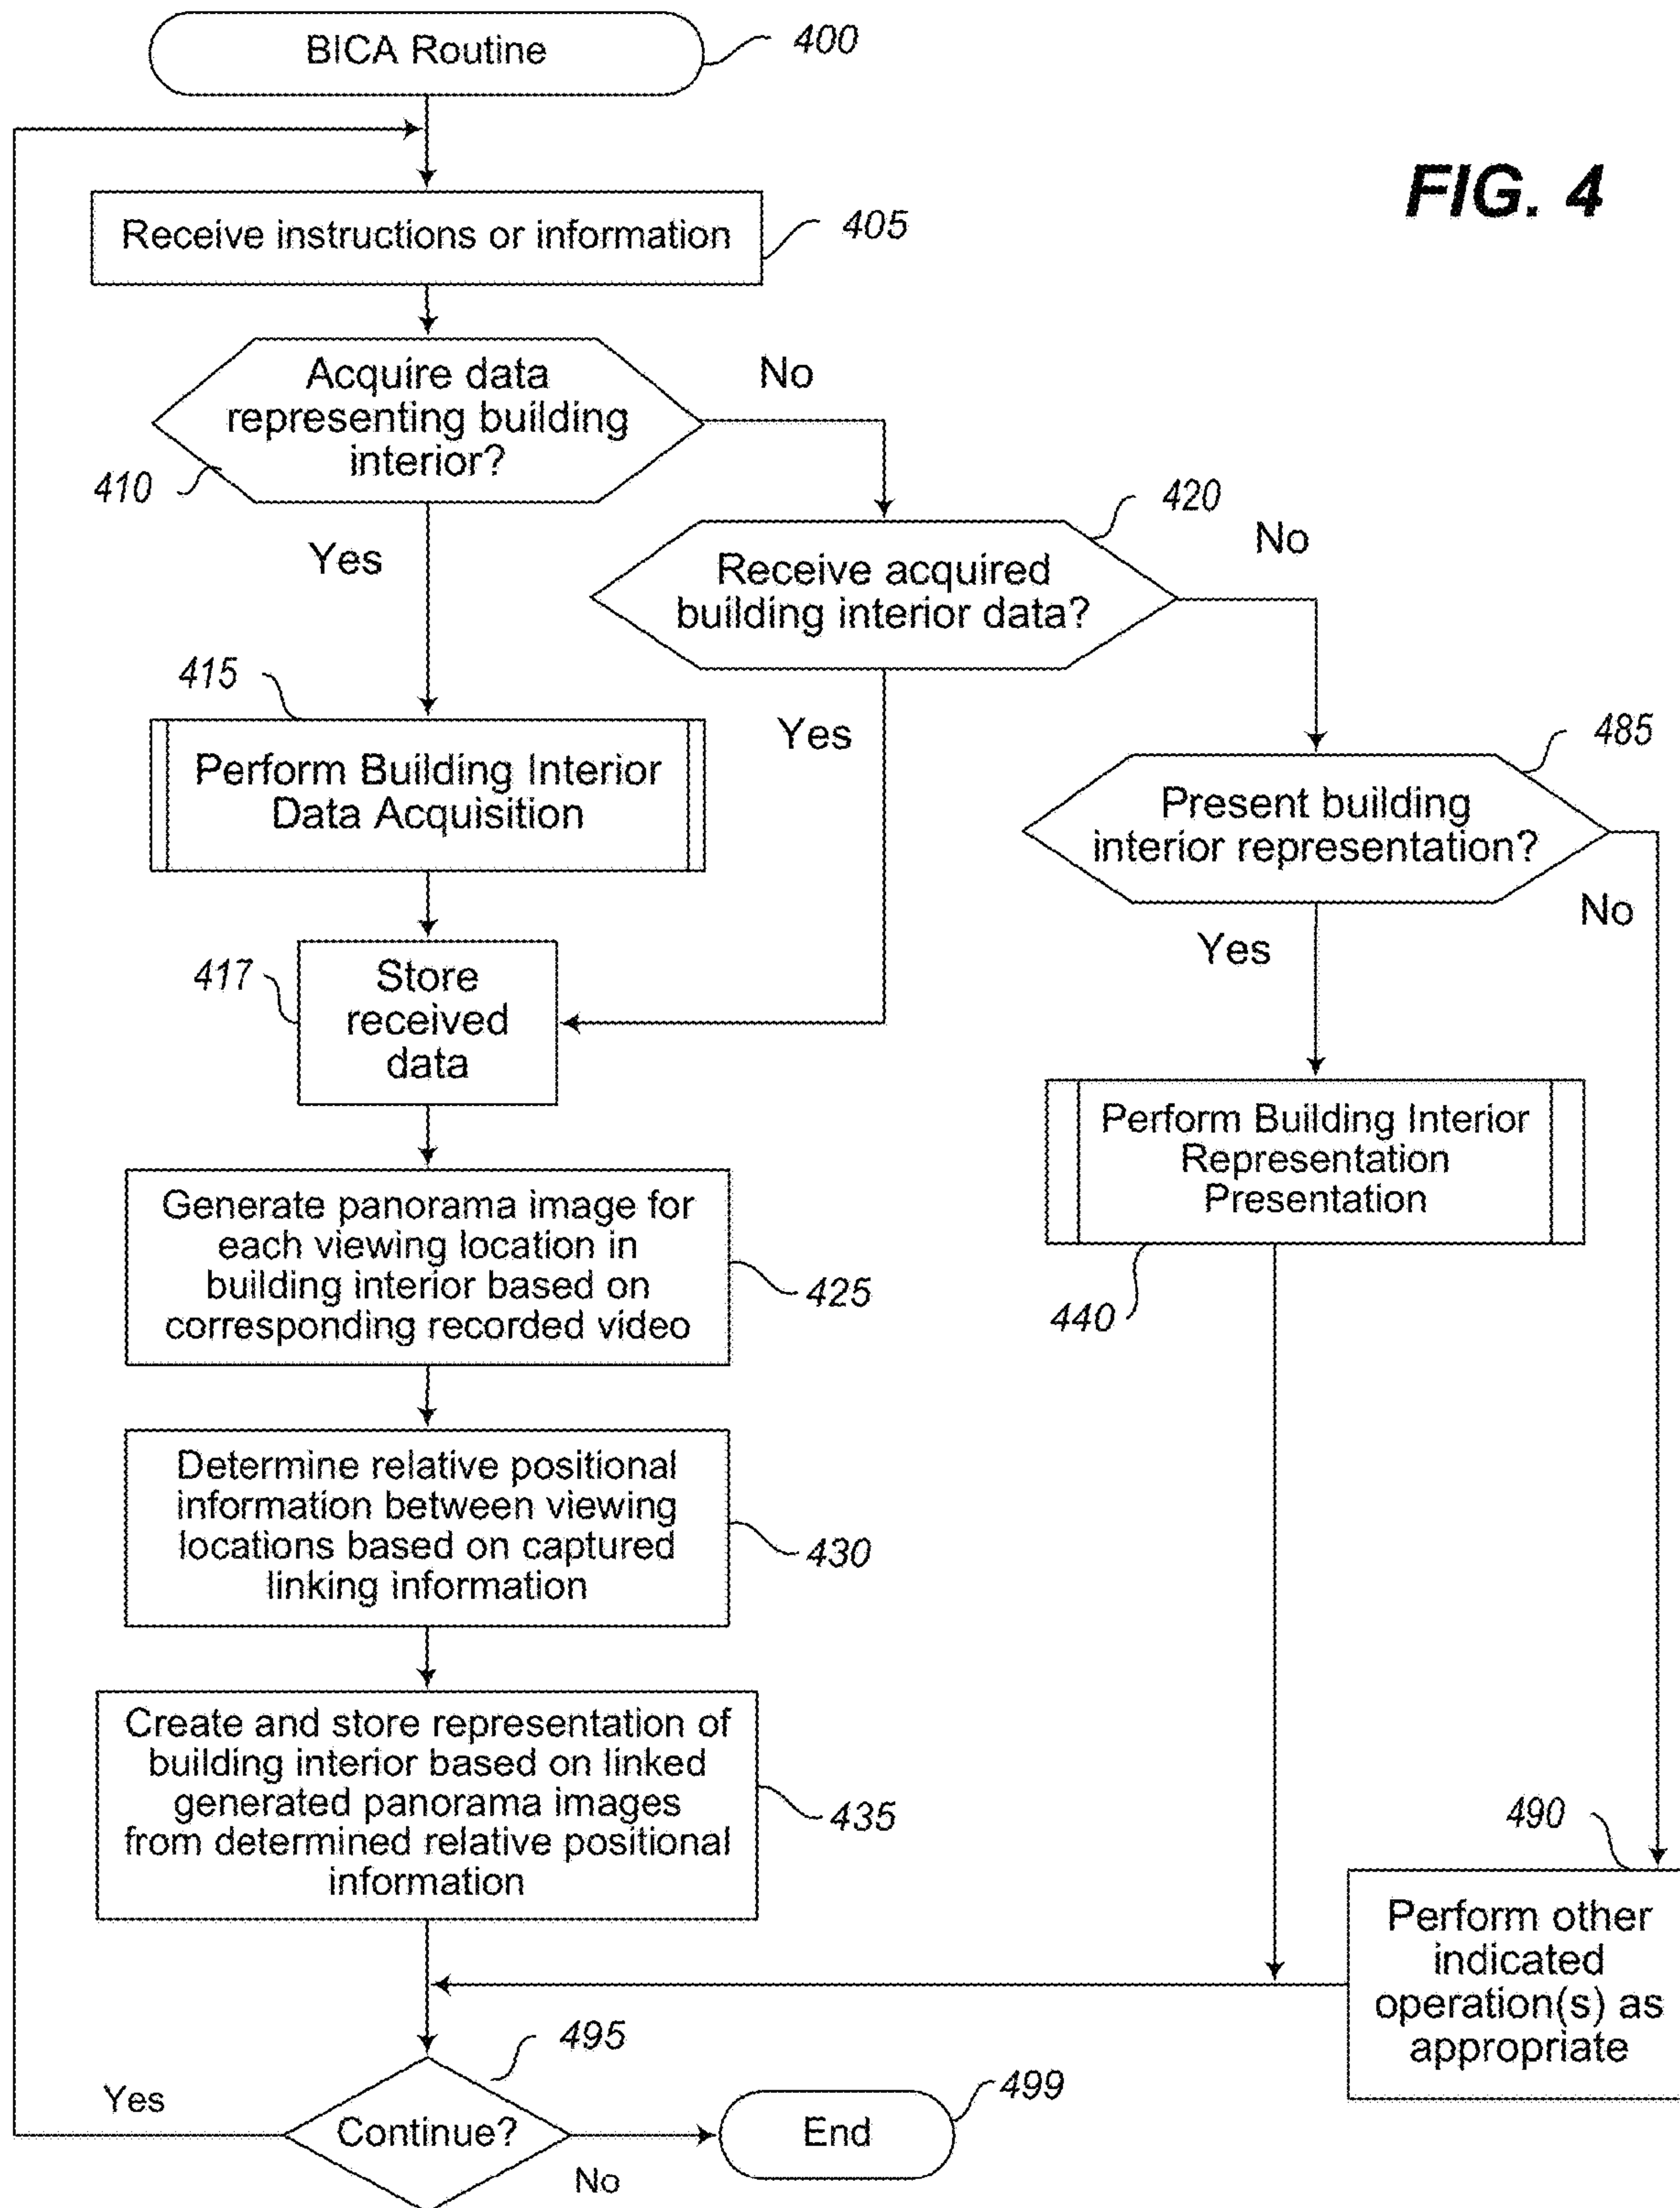 BICA Routine
400
FIG. 4
Receive instructions or information
405
Acquire data
representing building
interior?
410
No
Yes
420
Receive acquired
building interior data?
No
Yes
415
Perform Building Interior
Data Acquisition
485
Present building
interior representation?
No
Yes
417
Store
received
data
Perform Building Interior
Representation
Presentation
440
Generate panorama image for
each viewing location in
building interior based on
corresponding recorded video
425
Determine relative positional
information between viewing
locations based on captured
linking information
430
Create and store representation of
building interior based on linked
generated panorama images
from determined relative positional
information
435
490
Perform other
indicated
operation(s) as
appropriate
495
Continue?
Yes
No
End
499